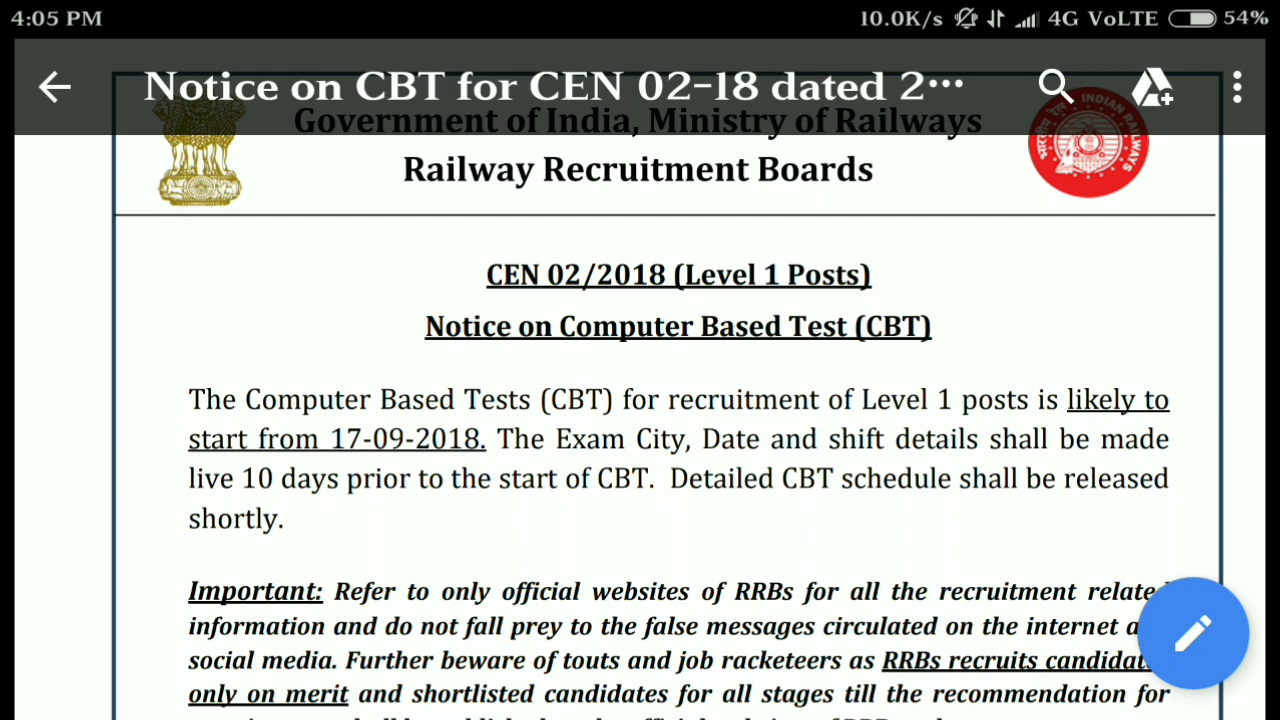 4:05 PM 10.0K/s 4G VoLTE 54%
Notice on CBT for CEN 02-18 dated 2...
Government of India, Ministry of Railways
INDIAN RAILWAYS
Railway Recruitment Boards
CEN 02/2018 (Level 1 Posts)
Notice on Computer Based Test (CBT)
The Computer Based Tests (CBT) for recruitment of Level 1 posts is likely to
start from 17-09-2018. The Exam City, Date and shift details shall be made
live 10 days prior to the start of CBT. Detailed CBT schedule shall be released
shortly.
Important: Refer to only official websites of RRBs for all the recruitment relate
information and do not fall prey to the false messages circulated on the internet a
social media. Further beware of touts and job racketeers as RRBs recruits candidat
only on merit and shortlisted candidates for all stages till the recommendation for